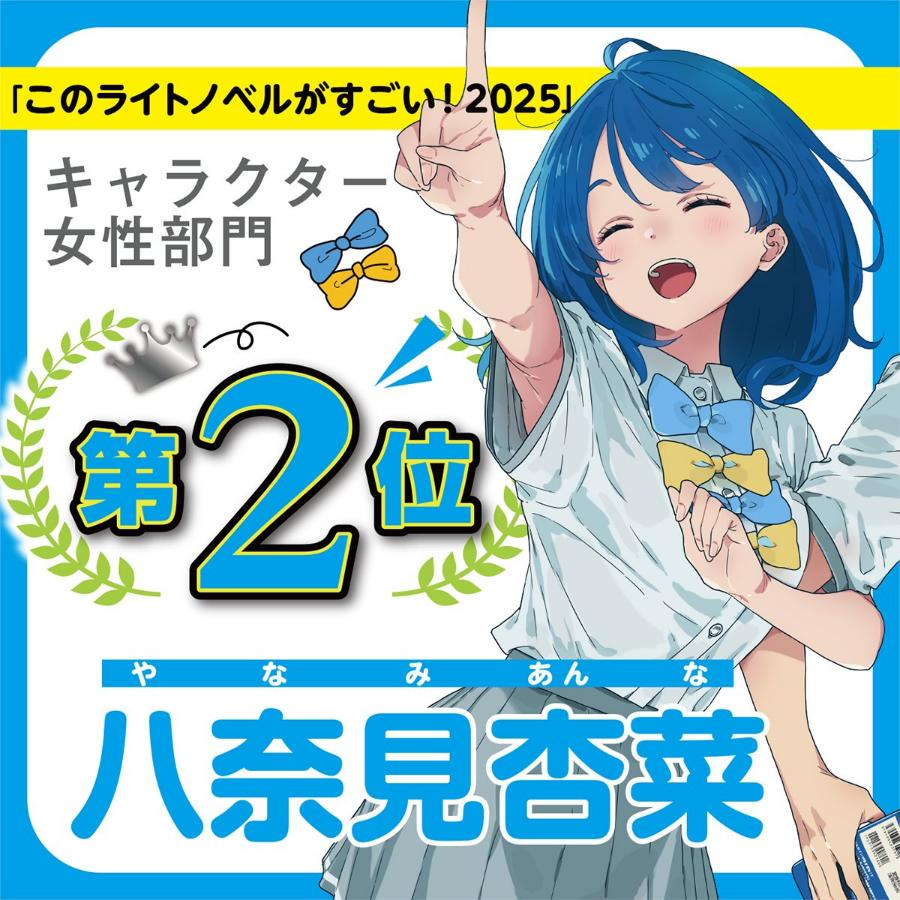 「このライトノベルがすごい！2025」
キャラクター
女性部門
第2位
やなみあんな
八奈見杏菜